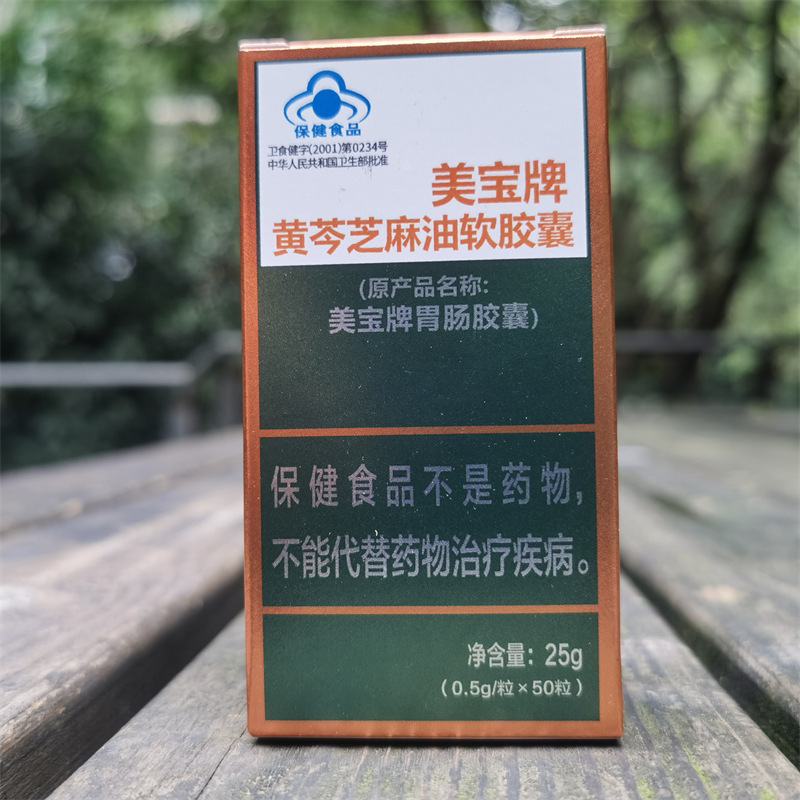 保健食品
卫食健字(2001)第0234号
中华人民共和国卫生部批准
美宝牌
黄芩芝麻油软胶囊
(原产品名称:
美宝牌胃肠胶囊)
保健食品不是药物,
不能代替药物治疗疾病。
净含量: 25g
(0.5g/粒×50粒)